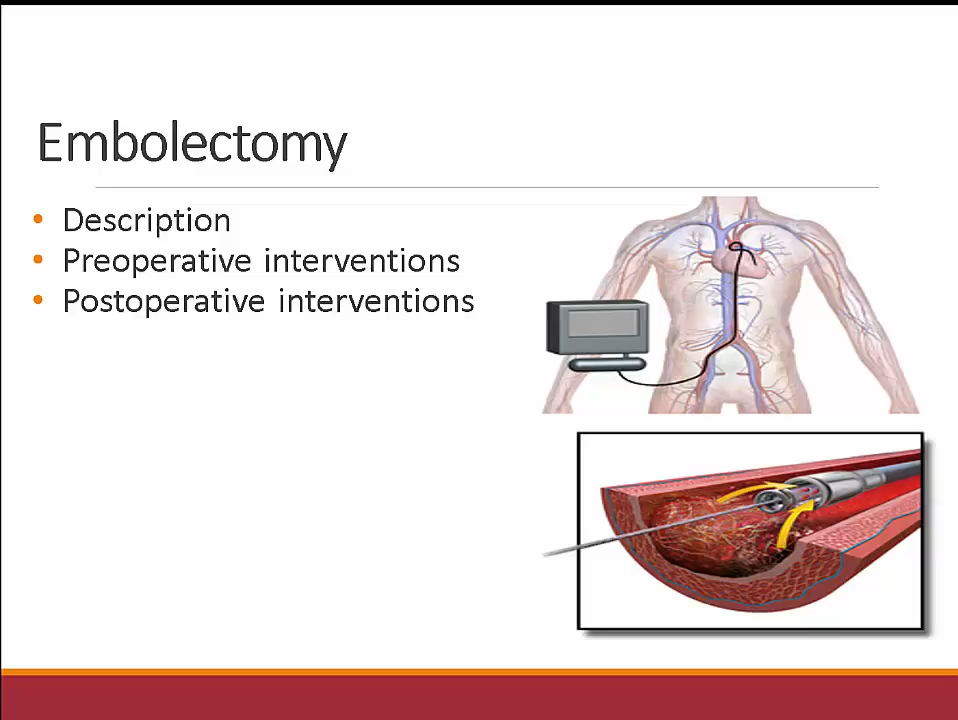 Embolectomy
• Description
• Preoperative interventions
• Postoperative interventions